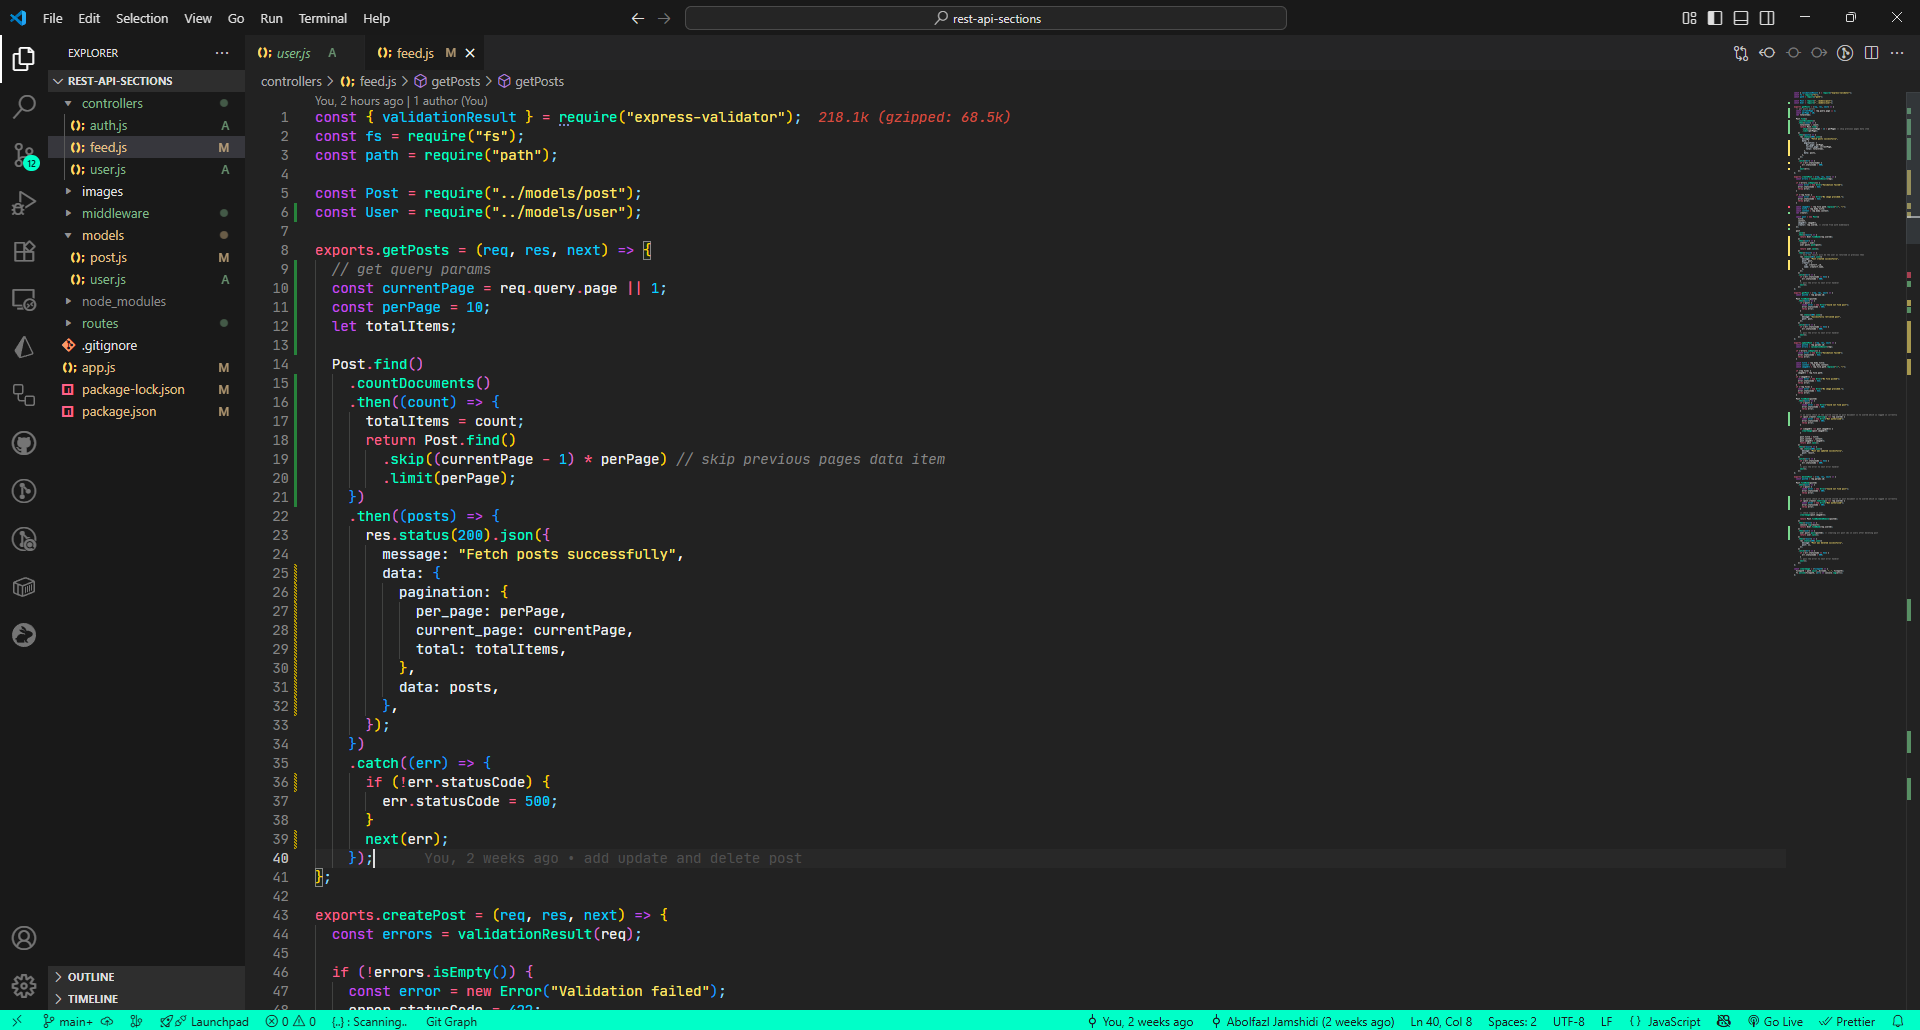 File Edit Selection View Go Run Terminal Help
rest-api-sections
EXPLORER
REST-API-SECTIONS
controllers
auth.js A
feed.js M
user.js A
images
middleware
models
post.js M
user.js A
node_modules
routes
.gitignore
app.js M
package-lock.json M
package.json M
OUTLINE
TIMELINE
12
user.js A feed.js M
controllers > feed.js > getPosts > getPosts
You, 2 hours ago | 1 author (You)
1 const { validationResult } = require("express-validator"); 218.1k (gzipped: 68.5k)
2 const fs = require("fs");
3 const path = require("path");
4
5 const Post = require("../models/post");
6 const User = require("../models/user");
7
8 exports.getPosts = (req, res, next) => {
9 // get query params
10 const currentPage = req.query.page || 1;
11 const perPage = 10;
12 let totalItems;
13
14 Post.find()
15 .countDocuments()
16 .then((count) => {
17 totalItems = count;
18 return Post.find()
19 .skip((currentPage - 1) * perPage) // skip previous pages data item
20 .limit(perPage);
21 })
22 .then((posts) => {
23 res.status(200).json({
24 message: "Fetch posts successfully",
25 data: {
26 pagination: {
27 per_page: perPage,
28 current_page: currentPage,
29 total: totalItems,
30 },
31 data: posts,
32 },
33 });
34 })
35 .catch((err) => {
36 if (!err.statusCode) {
37 err.statusCode = 500;
38 }
39 next(err);
40 }); You, 2 weeks ago • add update and delete post
41 };
42
43 exports.createPost = (req, res, next) => {
44 const errors = validationResult(req);
45
46 if (!errors.isEmpty()) {
47 const error = new Error("Validation failed");
48 error.statusCode = 422;
main+ Launchpad 0 0 {..} : Scanning.. Git Graph
You, 2 weeks ago Abolfazl Jamshidi (2 weeks ago) Ln 40, Col 8 Spaces: 2 UTF-8 LF {} JavaScript Go Live Prettier